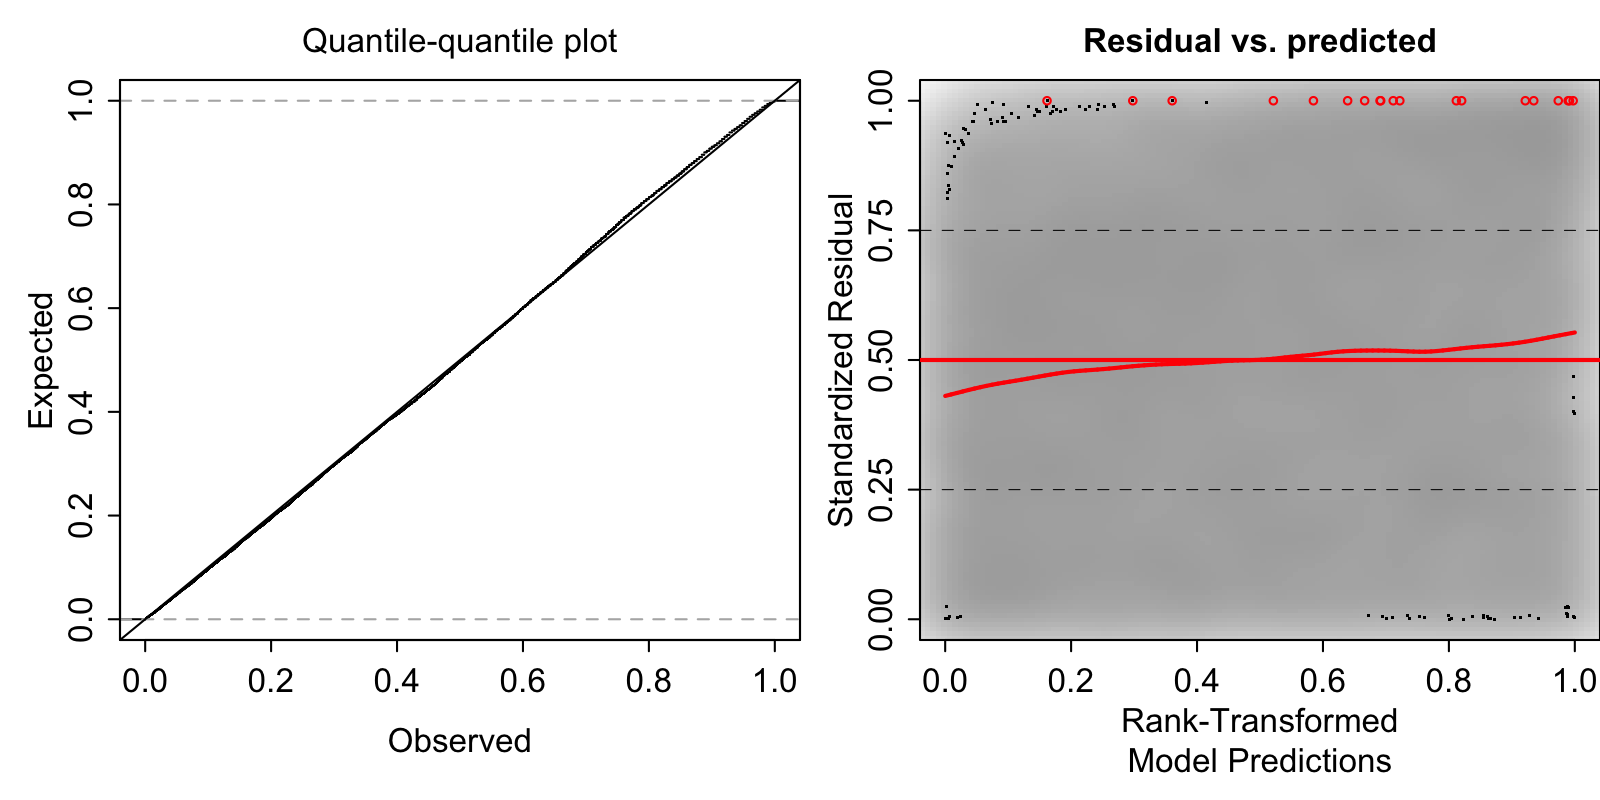 Quantile-quantile plot
Expected
0.0 0.2 0.4 0.6 0.8 1.0
0.0 0.2 0.4 0.6 0.8 1.0
Observed
Residual vs. predicted
Standardized Residual
0.00 0.25 0.50 0.75 1.00
0.0 0.2 0.4 0.6 0.8 1.0
Rank-Transformed
Model Predictions